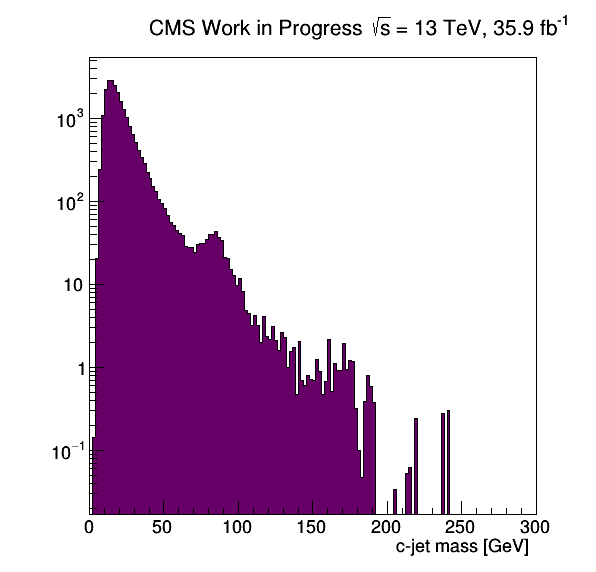 CMS Work in Progress √s = 13 TeV, 35.9 fb⁻¹
10³
10²
10
1
10⁻¹
0 50 100 150 200 250 300
c-jet mass [GeV]